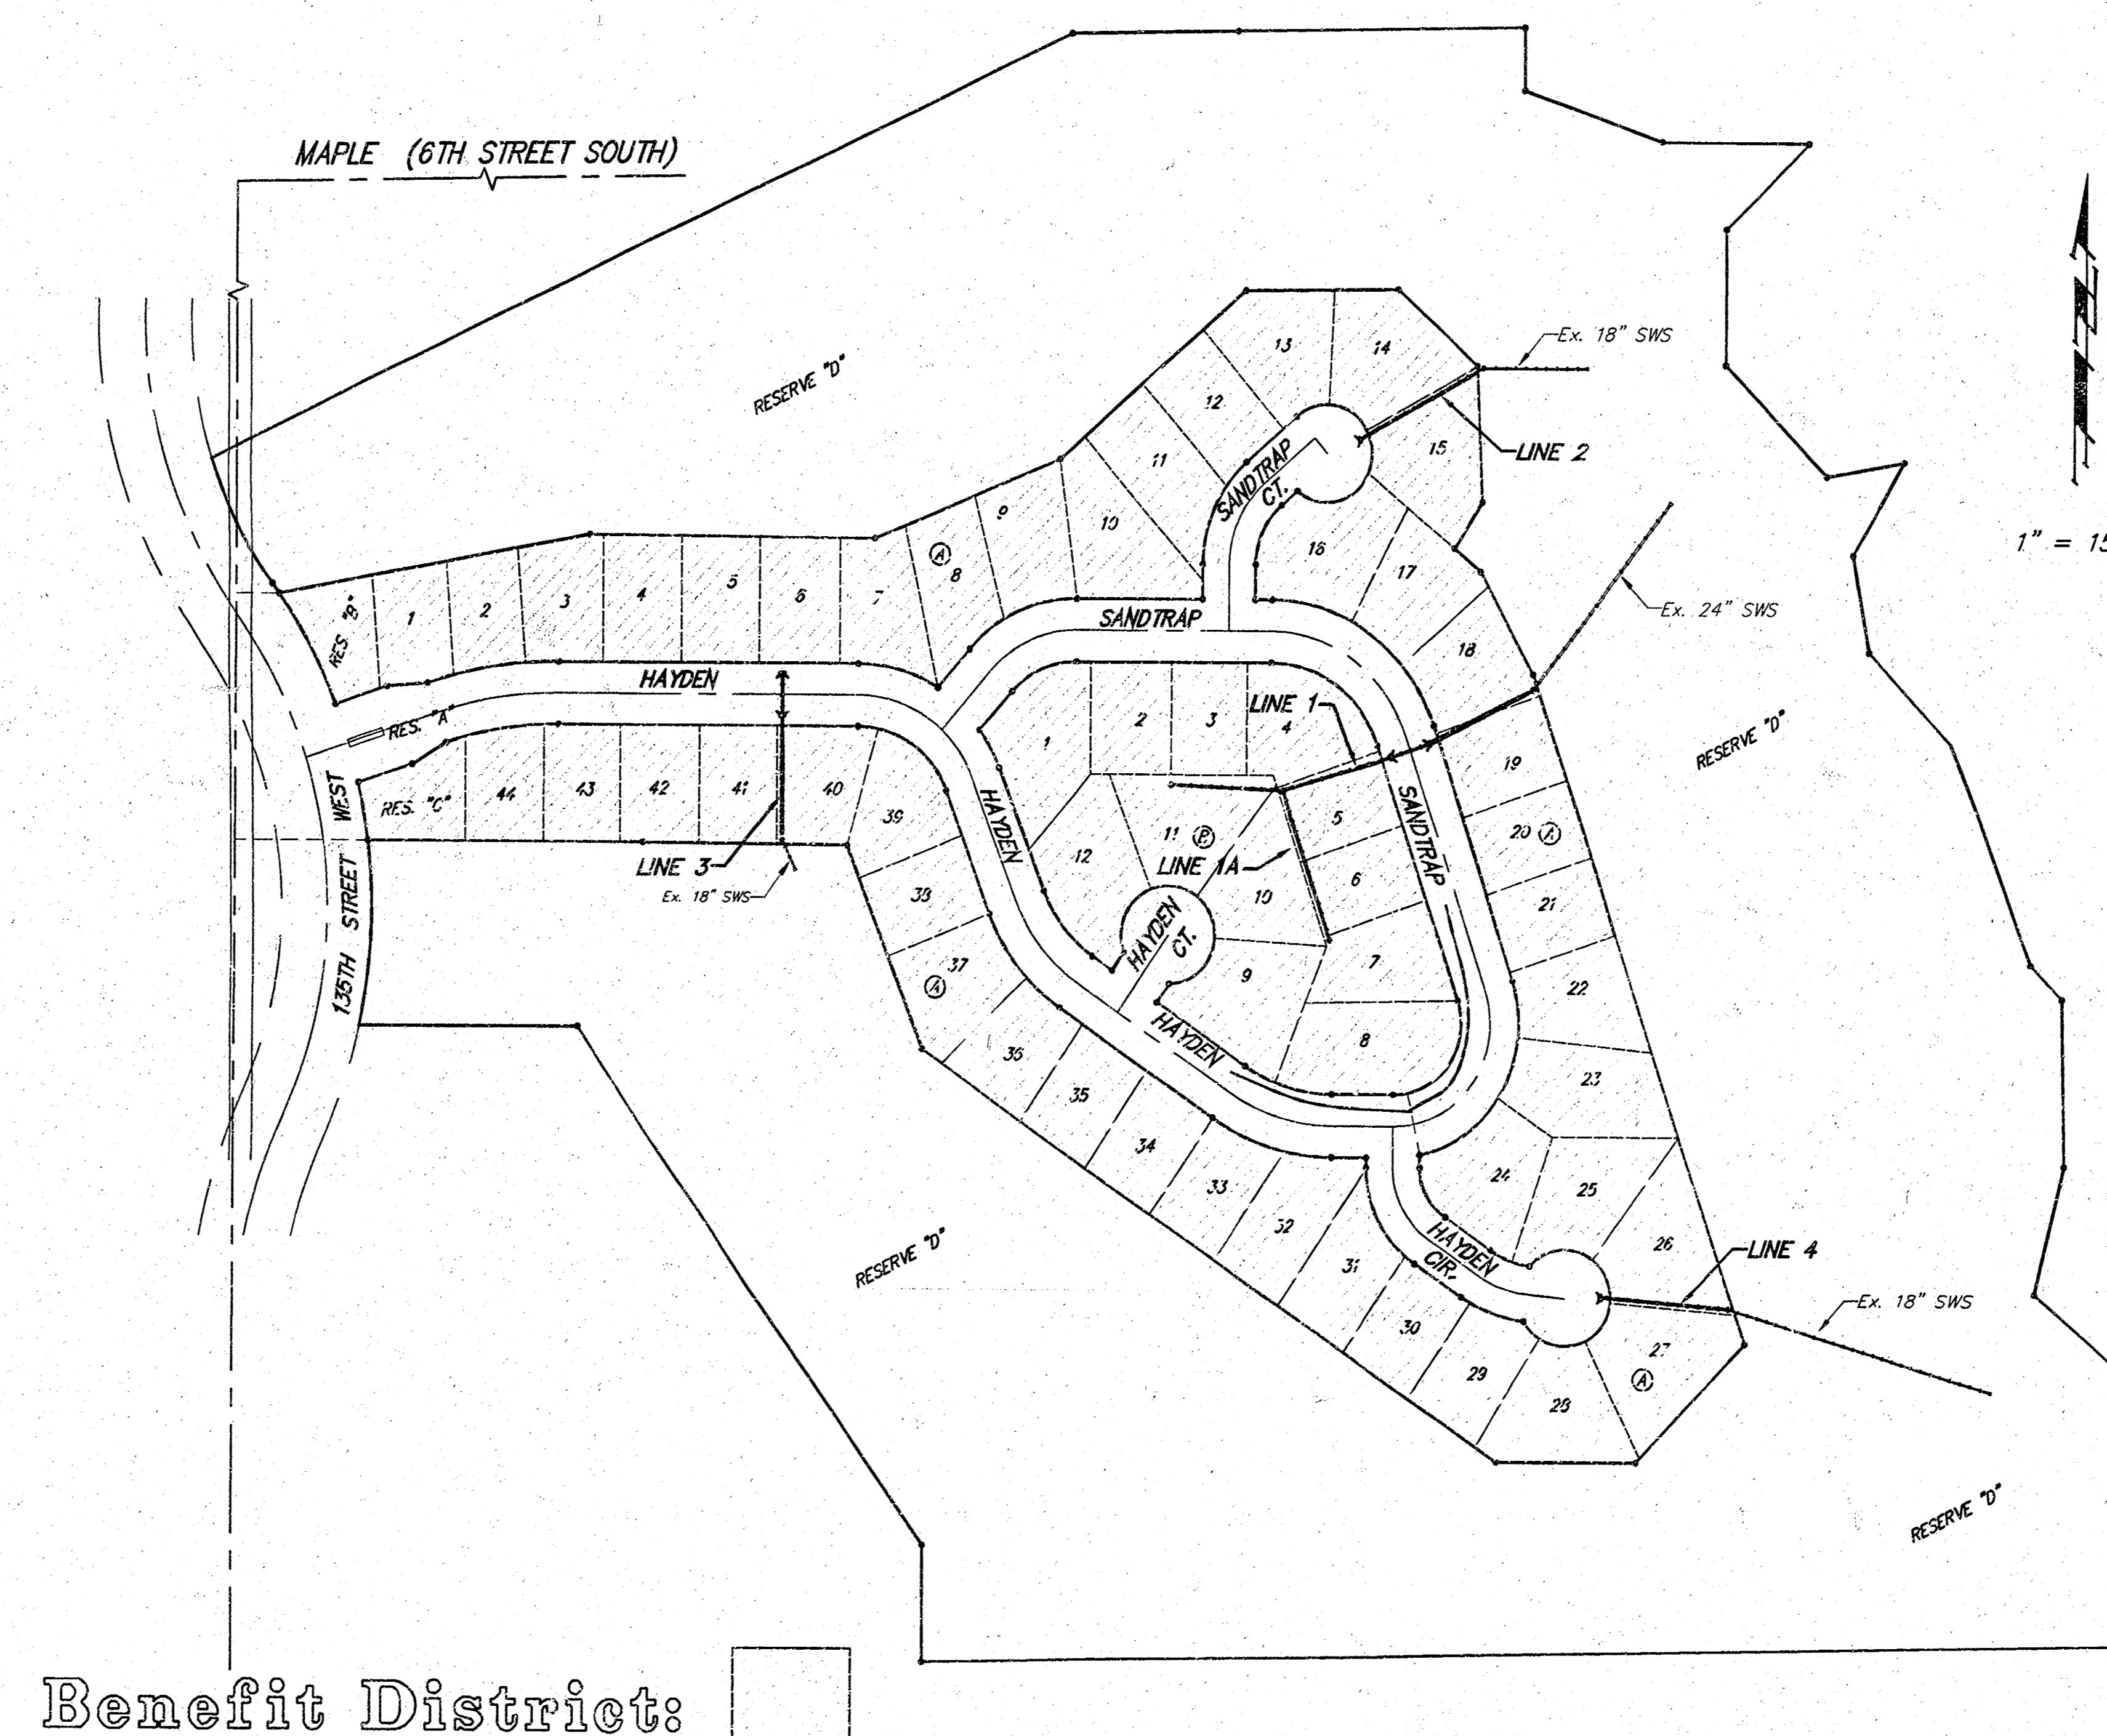 MAPLE (6TH STREET SOUTH)
Ex. 18" SWS
13
14
RESERVE "D"
12
15
LINE 2
11
SANDTRAP
CT.
9
10
1" = 15
A
8
16
17
Ex. 24" SWS
RES. "B"
1
2
3
4
5
6
7
SANDTRAP
18
HAYDEN
LINE 1
RES. "A"
1
2
3
4
RESERVE "D"
135TH STREET WEST
RES. "C"
44
43
42
41
40
39
HAYDEN
SANDTRAP
19
5
20 A
11 B
12
LINE 3
LINE 1A
6
Ex. 18" SWS
38
10
21
HAYDEN
CT.
37
A
9
7
22
HAYDEN
8
36
35
23
34
33
24
25
32
RESERVE "D"
31
HAYDEN
CIR.
26
LINE 4
Ex. 18" SWS
30
27
A
29
28
RESERVE "D"
Benefit District: